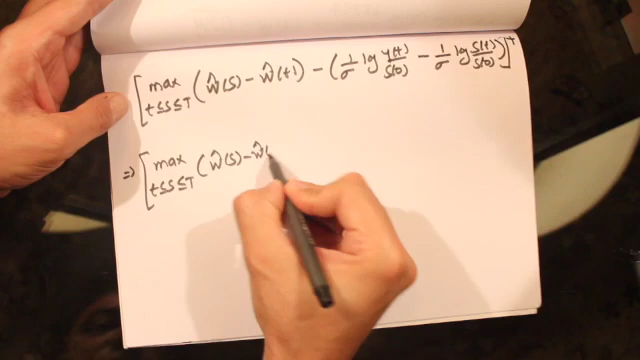 [max t≤s≤T (ŵ(s) - ŵ(t) - (1/σ log Y(t)/S(0) - 1/σ log S(t)/S(0))]⁺
⇒ [max t≤s≤T (ŵ(s) - ŵ(